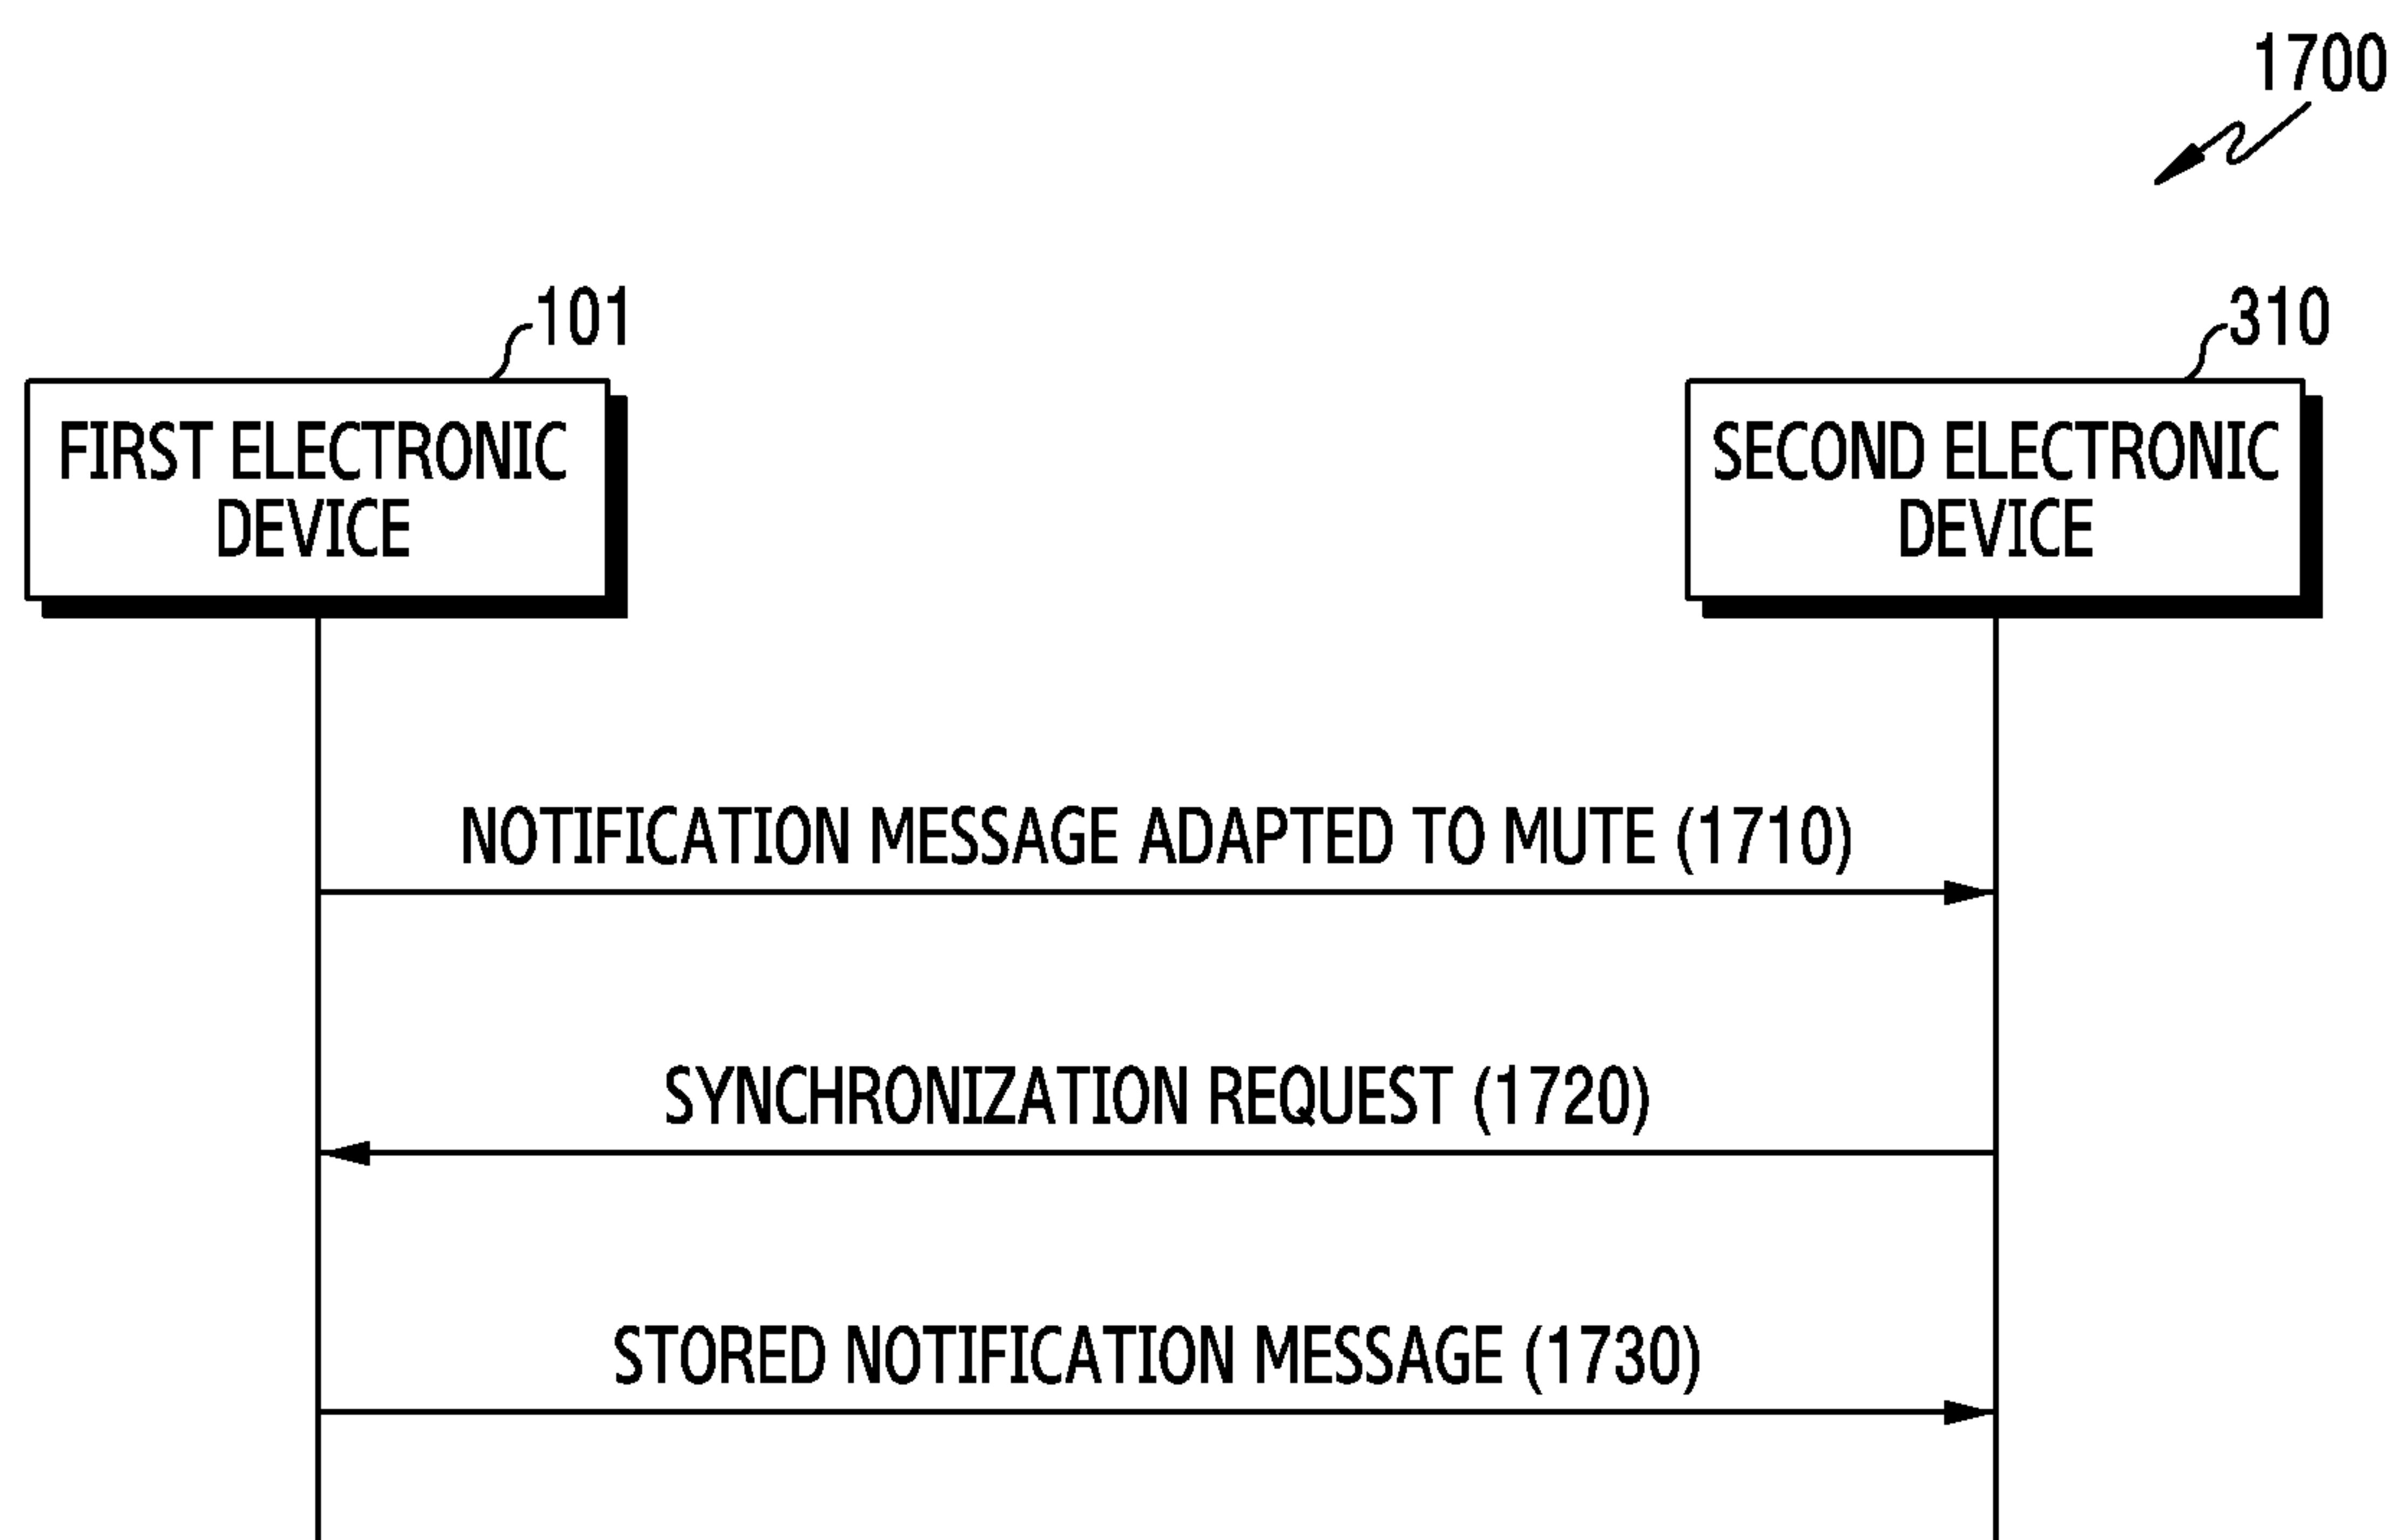 1700
101
310
FIRST ELECTRONIC
DEVICE
SECOND ELECTRONIC
DEVICE
NOTIFICATION MESSAGE ADAPTED TO MUTE (1710)
SYNCHRONIZATION REQUEST (1720)
STORED NOTIFICATION MESSAGE (1730)